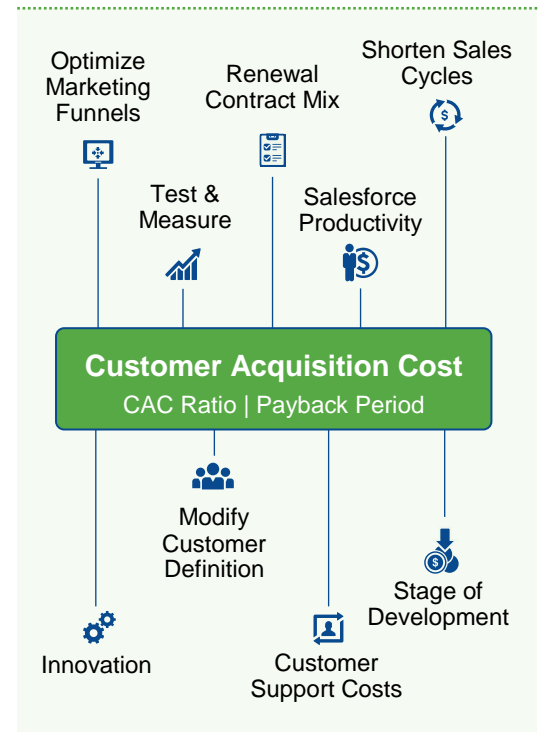 Optimize
Marketing
Funnels
Renewal
Contract Mix
Shorten Sales
Cycles
Test &
Measure
Salesforce
Productivity
Customer Acquisition Cost
CAC Ratio | Payback Period
Modify
Customer
Definition
Stage of
Development
Innovation
Customer
Support Costs